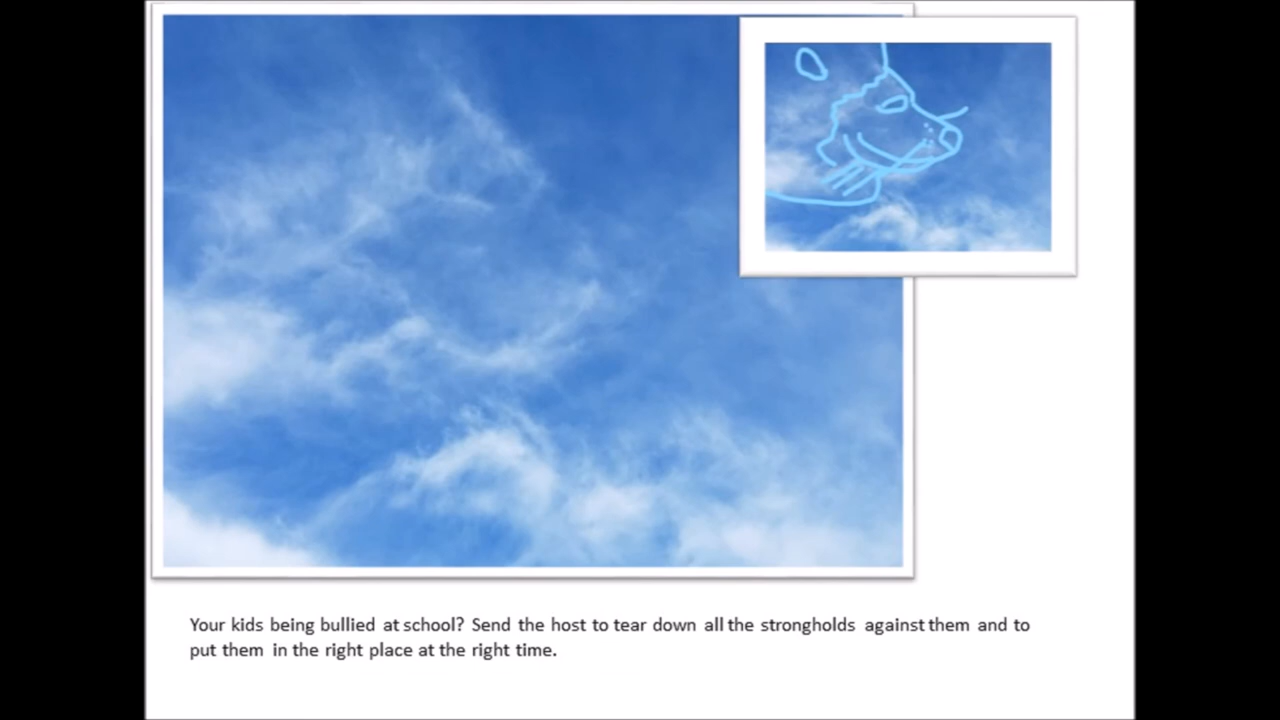 Your kids being bullied at school? Send the host to tear down all the strongholds against them and to
put them in the right place at the right time.